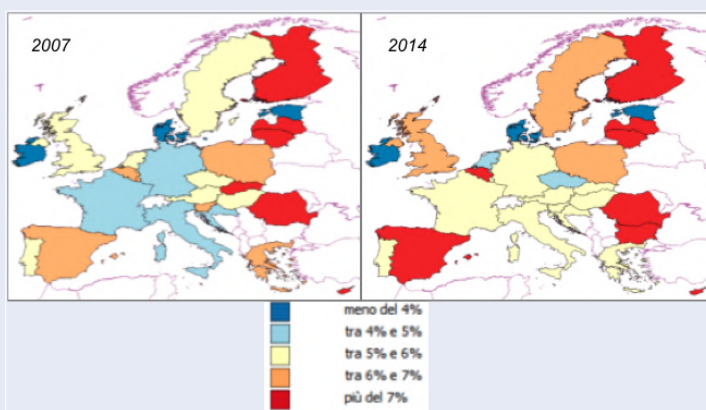 2007
2014
meno del 4%
tra 4% e 5%
tra 5% e 6%
tra 6% e 7%
più del 7%